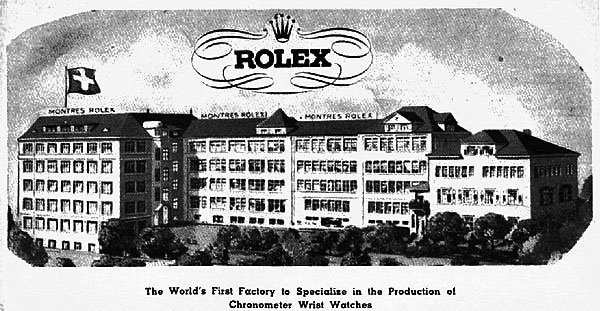 ROLEX
MONTRES ROLEX
MONTRES ROLEX
MONTRES ROLEX
The World's First Factory to Specialize in the Production of
Chronometer Wrist Watches